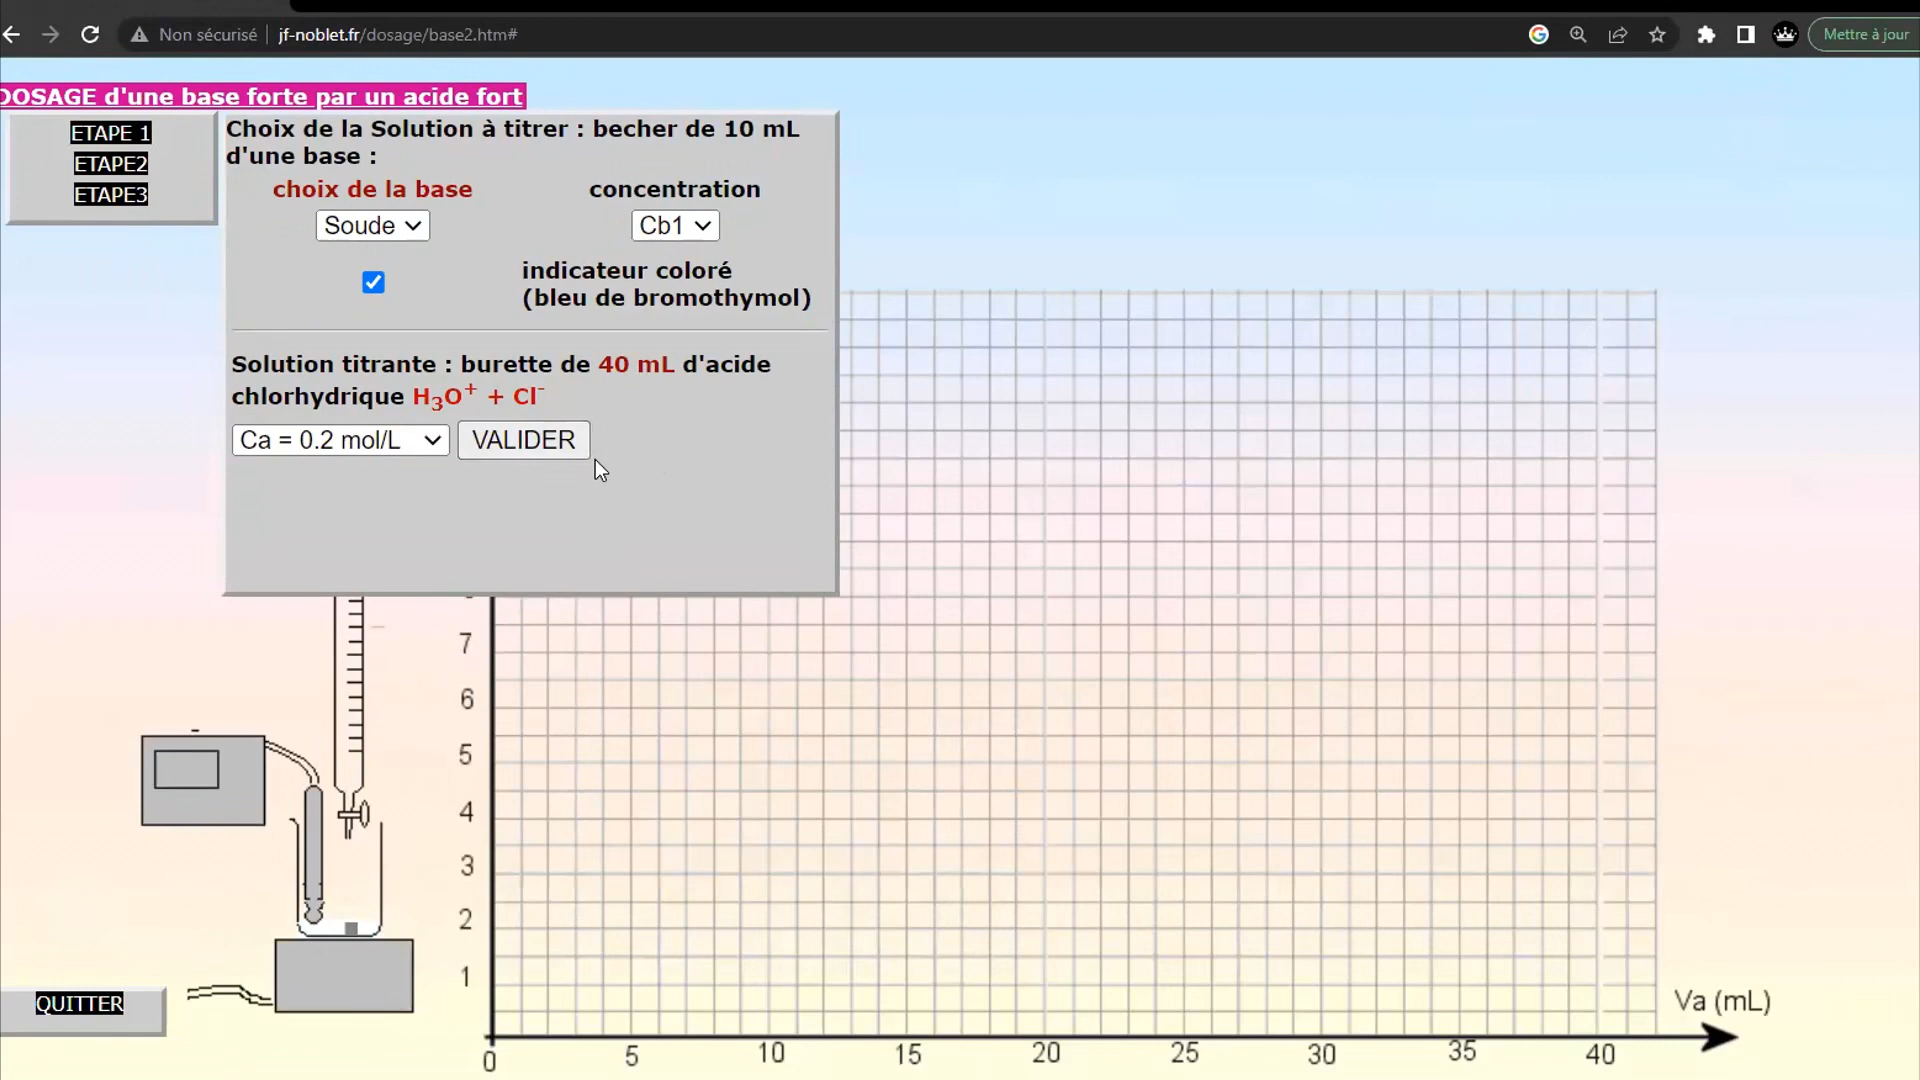 Non sécurisé
jf-noblet.fr/dosage/base2.htm#
Mettre à jour
DOSAGE d'une base forte par un acide fort
ETAPE 1
ETAPE2
ETAPE3
Choix de la Solution à titrer : becher de 10 mL
d'une base :
choix de la base
concentration
Soude
Cb1
indicateur coloré
(bleu de bromothymol)
Solution titrante : burette de 40 mL d'acide
chlorhydrique H₃O⁺ + Cl⁻
Ca = 0.2 mol/L
VALIDER
7
6
5
4
3
2
1
QUITTER
Va (mL)
0 5 10 15 20 25 30 35 40